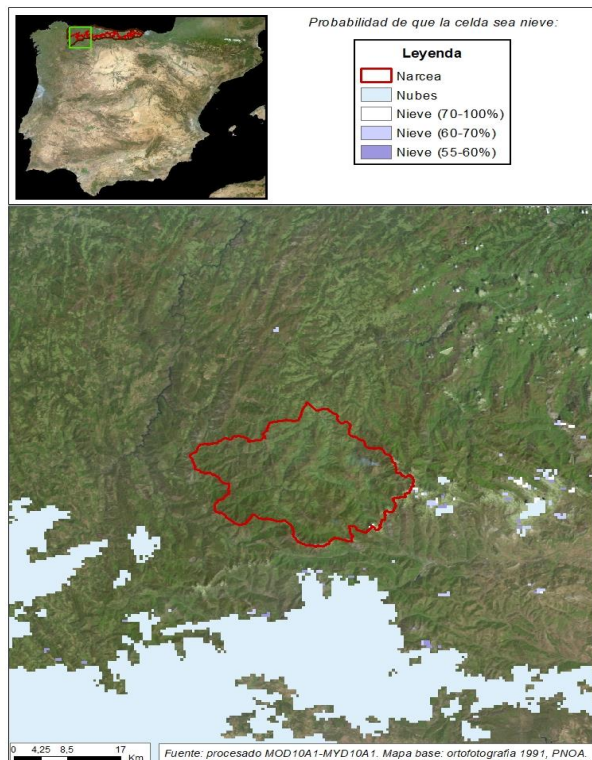 Probabilidad de que la celda sea nieve:
Leyenda
Narcea
Nubes
Nieve (70-100%)
Nieve (60-70%)
Nieve (55-60%)
0 4,25 8,5 17
Km
Fuente: procesado MOD10A1-MYD10A1. Mapa base: ortofotografía 1991, PNOA.